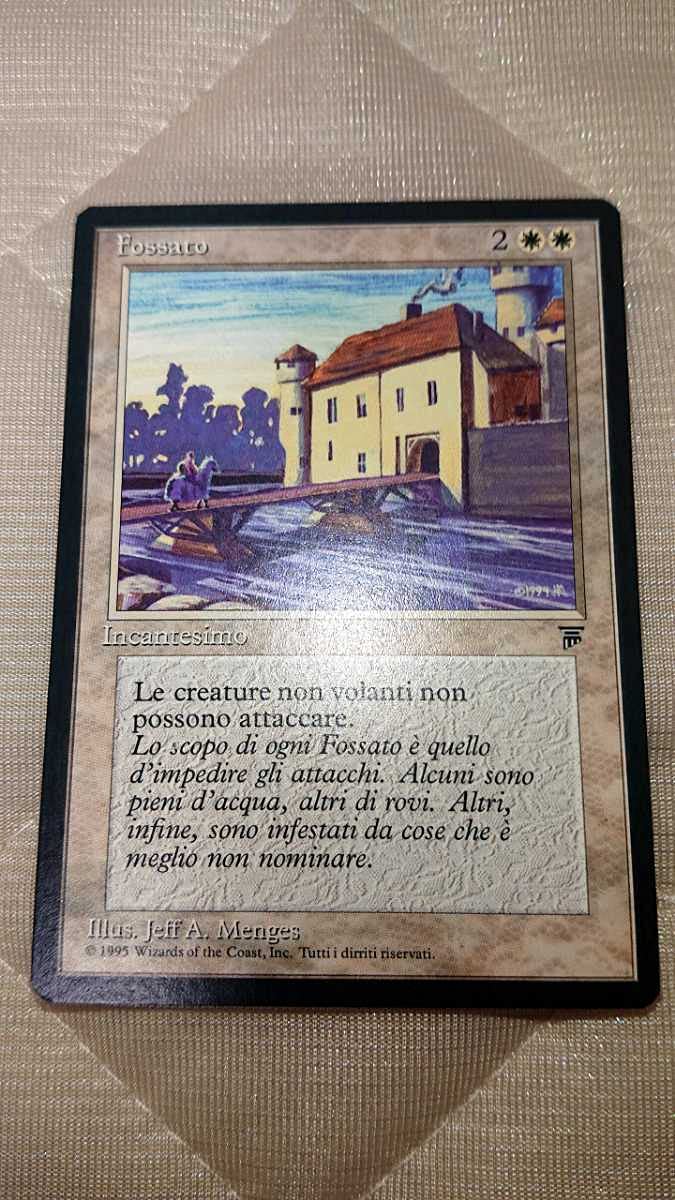 Fossato 2
©1994
Incantesimo
Le creature non volanti non
possono attaccare.
Lo scopo di ogni Fossato è quello
d'impedire gli attacchi. Alcuni sono
pieni d'acqua, altri di rovi. Altri,
infine, sono infestati da cose che è
meglio non nominare.
Illus. Jeff A. Menges
© 1995 Wizards of the Coast, Inc. Tutti i dirriti riservati.